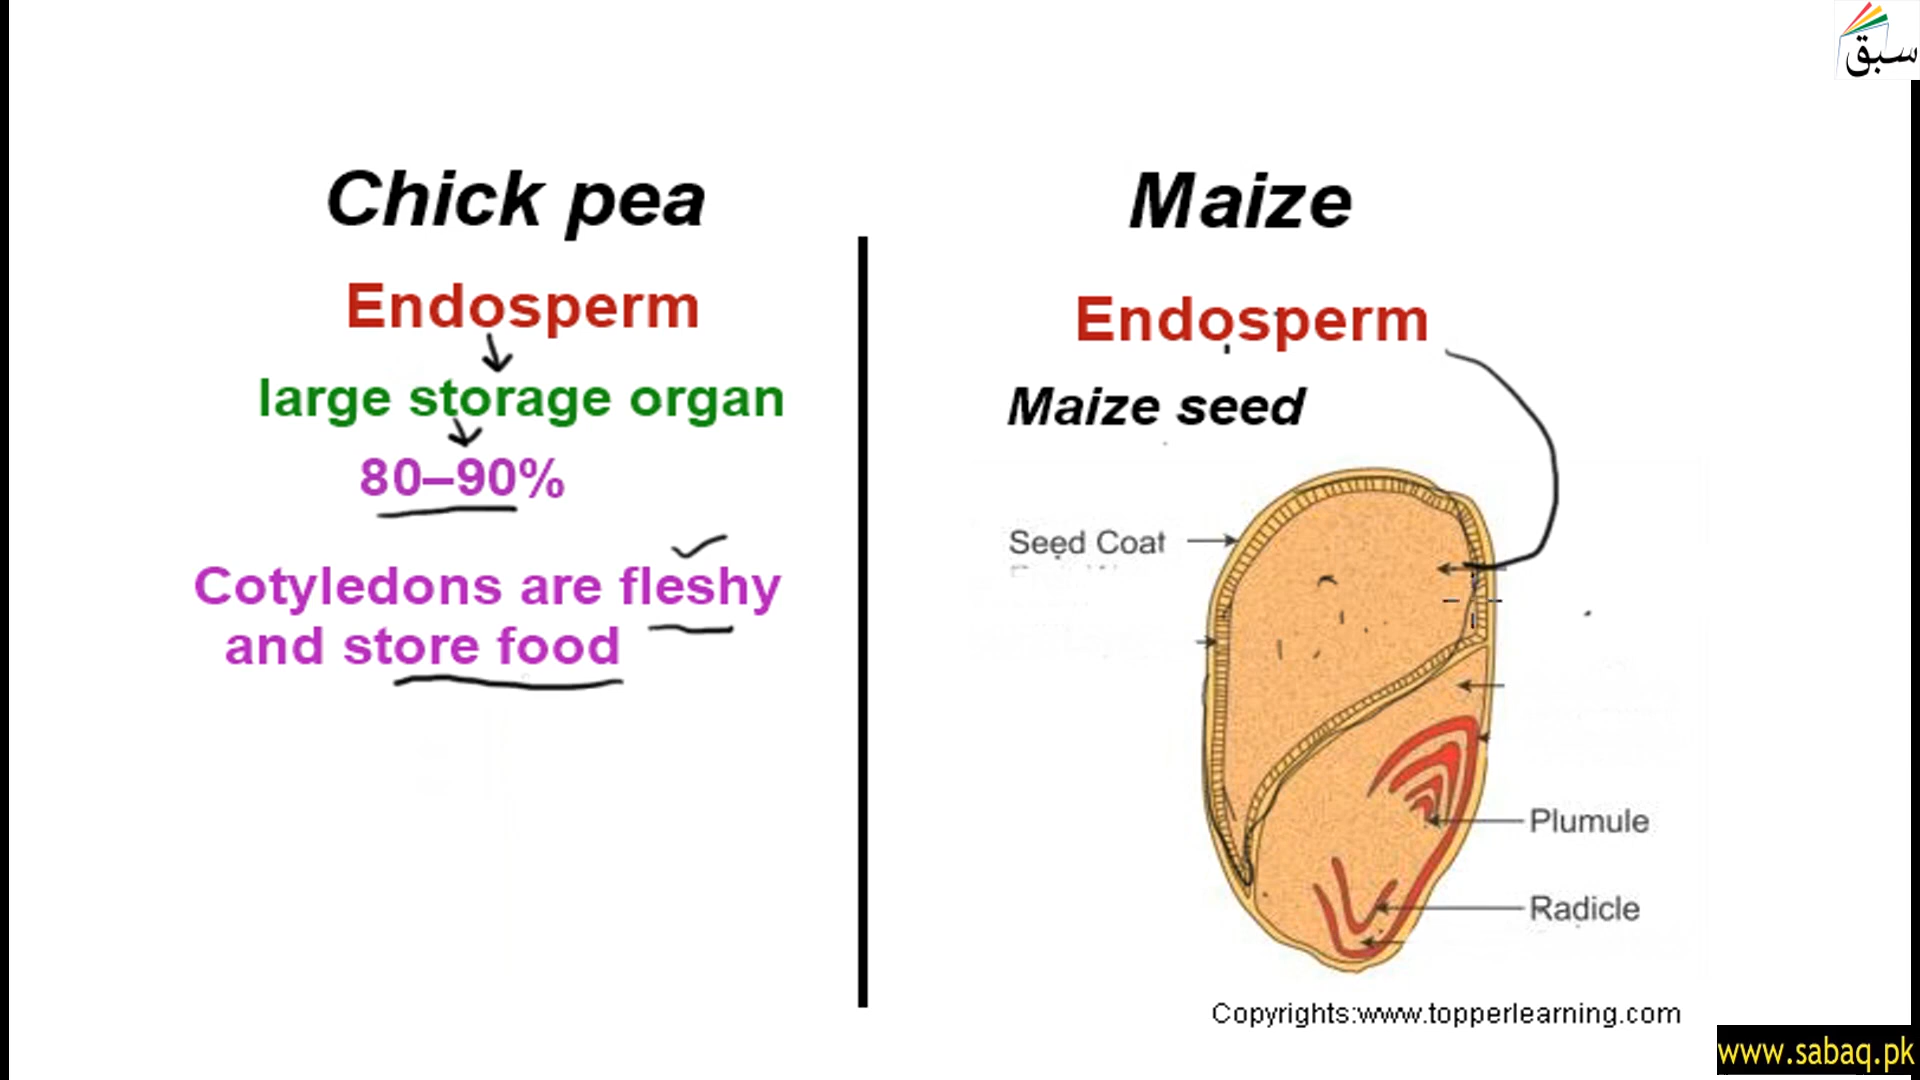 سبق
Chick pea
Endosperm
large storage organ
80–90%
Cotyledons are fleshy
and store food
Maize
Endosperm
Maize seed
Seed Coat
Plumule
Radicle
Copyrights:www.topperlearning.com
www.sabaq.pk